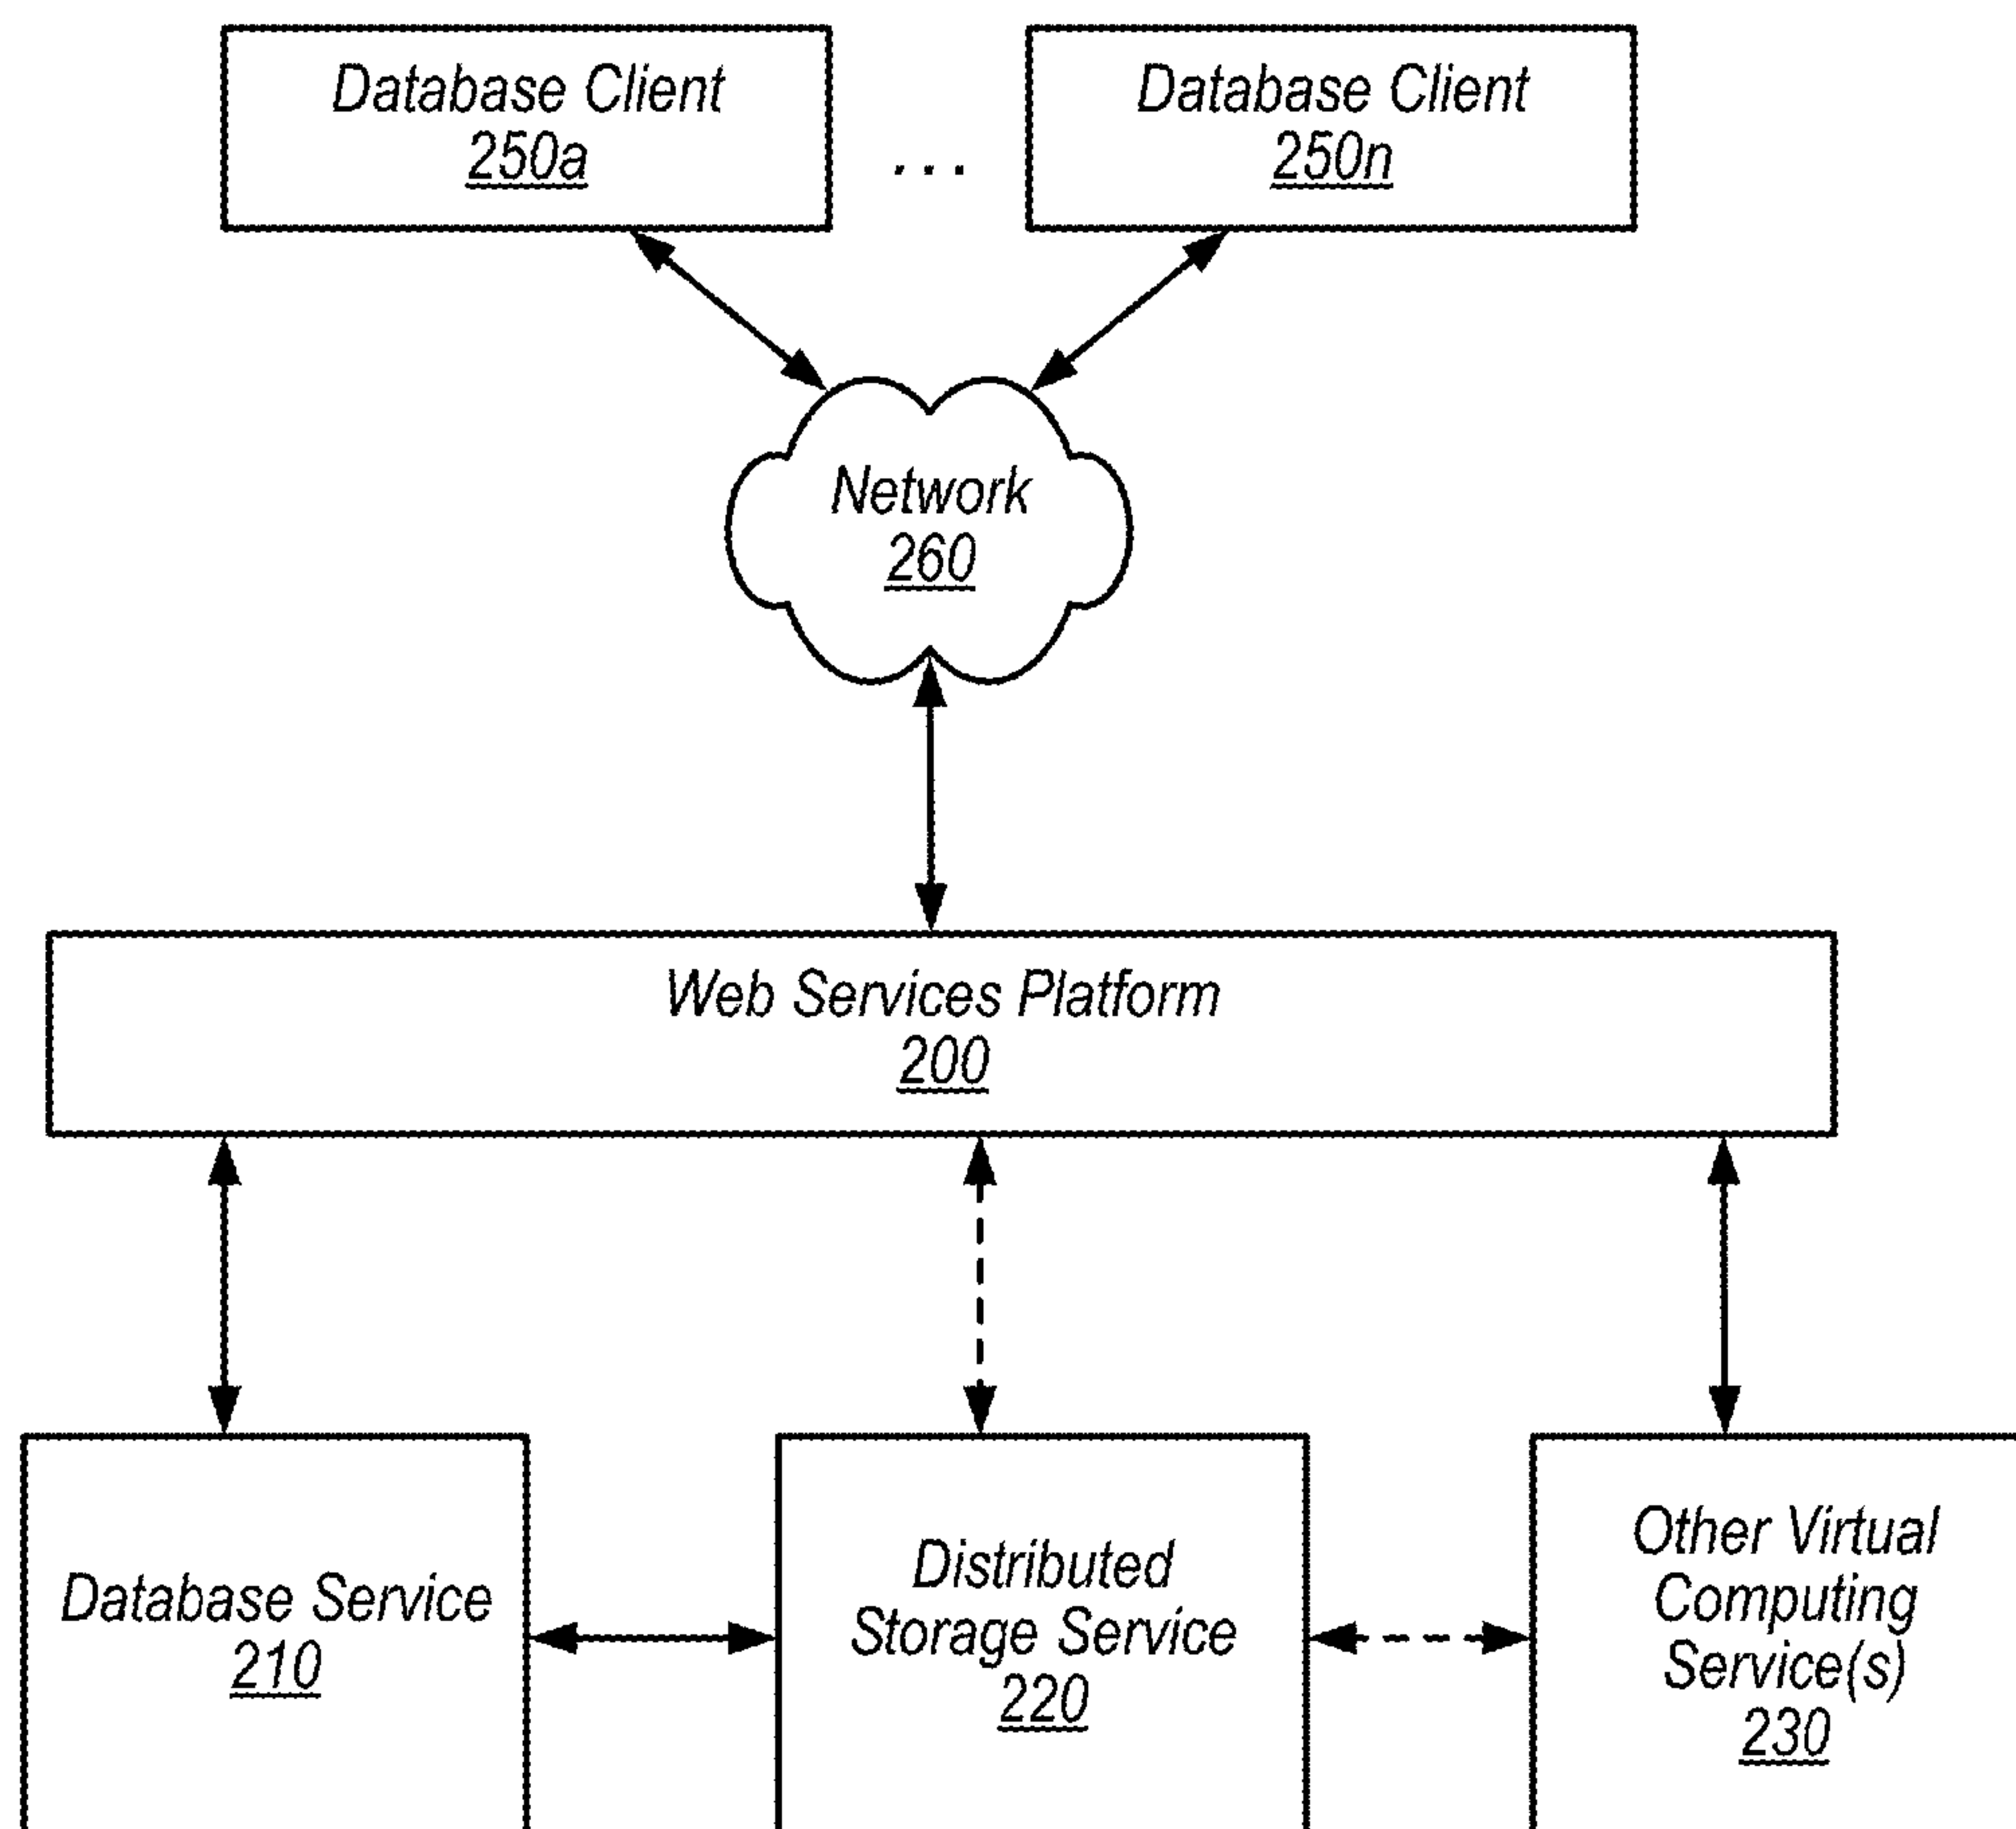 Database Client
250a
...
Database Client
250n
Network
260
Web Services Platform
200
Database Service
210
Distributed
Storage Service
220
Other Virtual
Computing
Service(s)
230